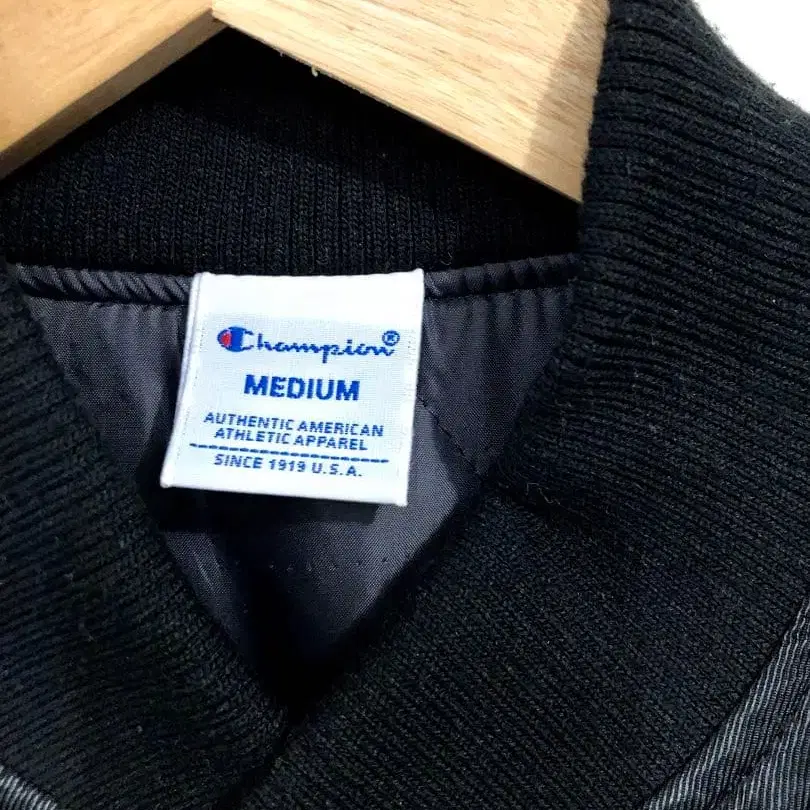 Champion®
MEDIUM
AUTHENTIC AMERICAN
ATHLETIC APPAREL
SINCE 1919 U.S.A.